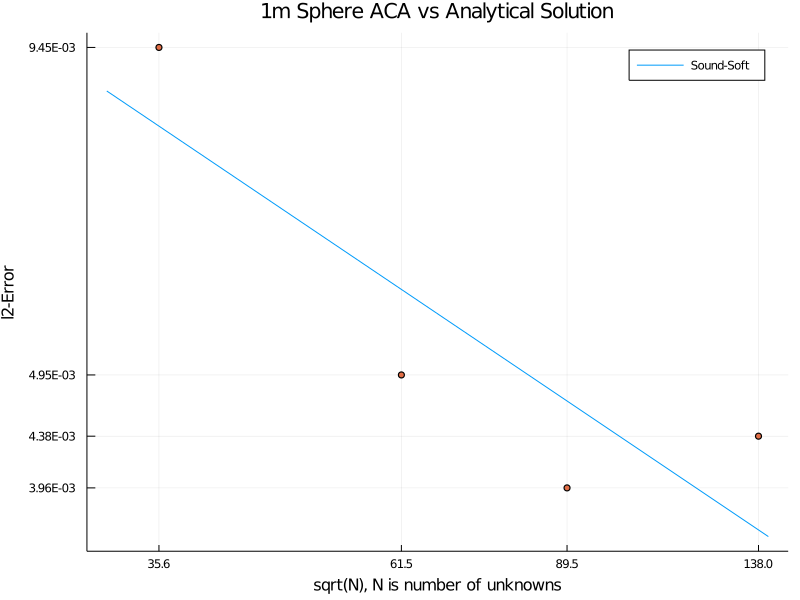 1m Sphere ACA vs Analytical Solution
Sound-Soft
l2-Error
9.45E-03
4.95E-03
4.38E-03
3.96E-03
35.6
61.5
89.5
138.0
sqrt(N), N is number of unknowns